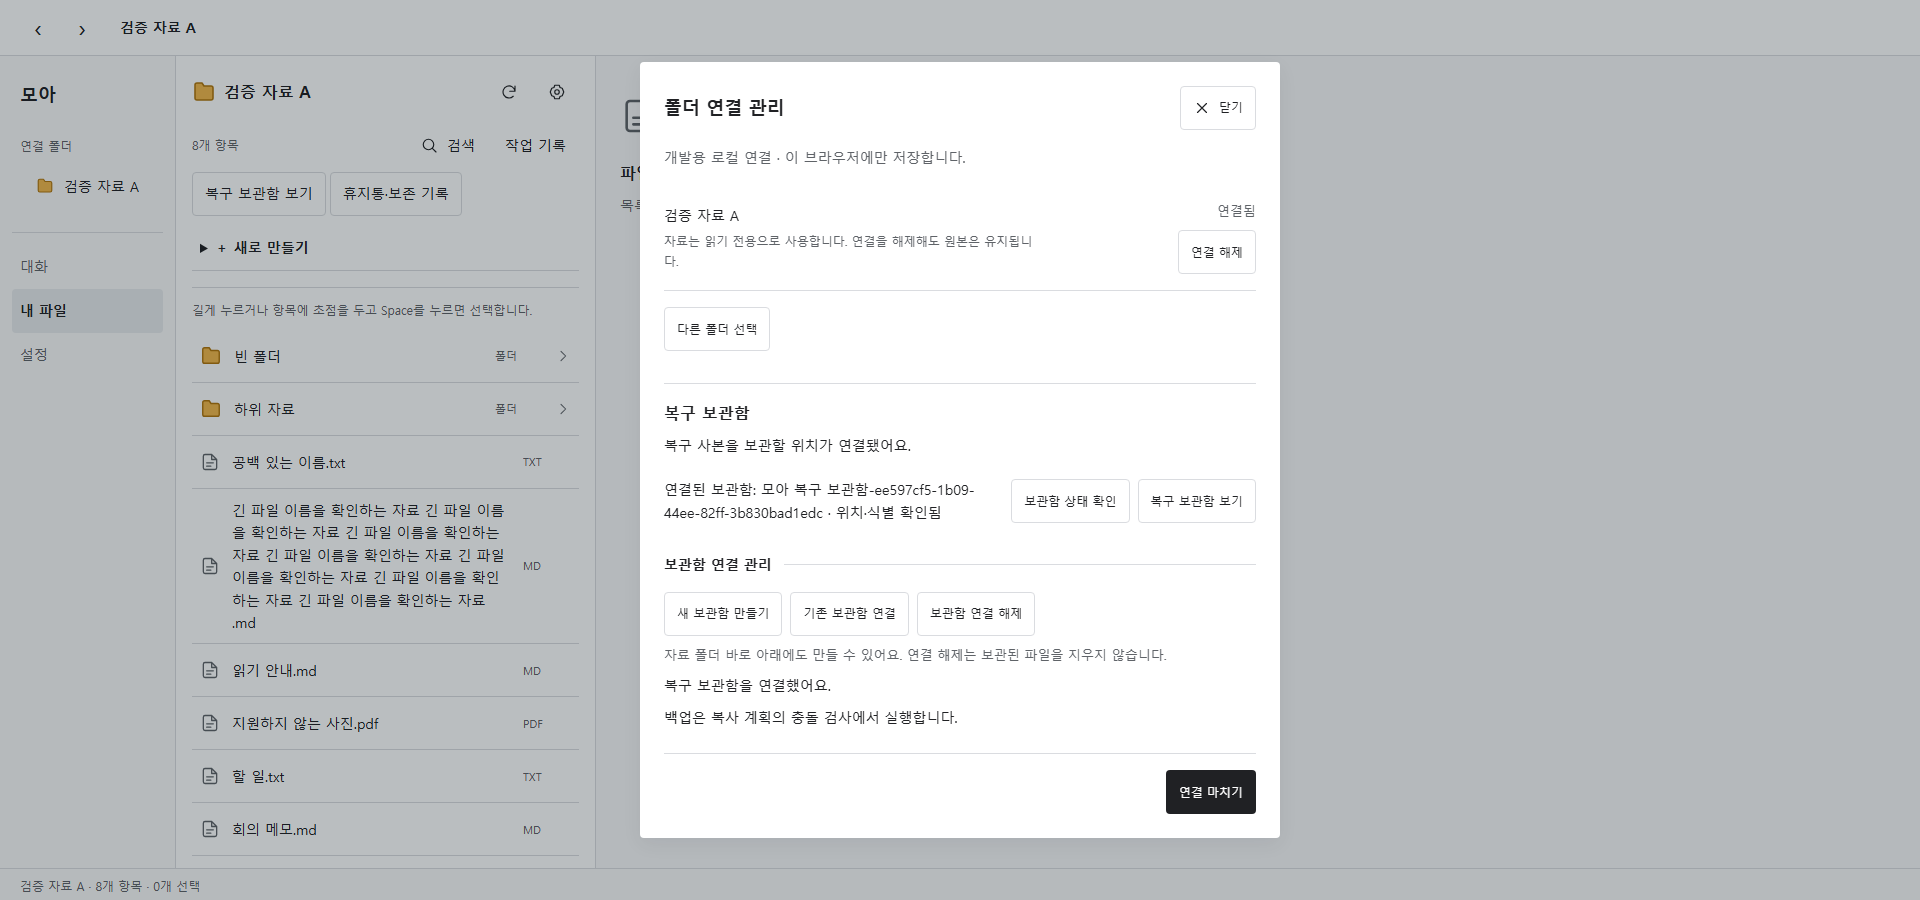 검증 자료 A
모아
연결 폴더
검증 자료 A
대화
내 파일
설정
검증 자료 A
8개 항목
검색
작업 기록
복구 보관함 보기
휴지통·보존 기록
+ 새로 만들기
길게 누르거나 항목에 초점을 두고 Space를 누르면 선택합니다.
빈 폴더
폴더
하위 자료
폴더
공백 있는 이름.txt
TXT
긴 파일 이름을 확인하는 자료 긴 파일 이름
을 확인하는 자료 긴 파일 이름을 확인하는
자료 긴 파일 이름을 확인하는 자료 긴 파일
이름을 확인하는 자료 긴 파일 이름을 확인
하는 자료 긴 파일 이름을 확인하는 자료
.md
MD
읽기 안내.md
MD
지원하지 않는 사진.pdf
PDF
할 일.txt
TXT
회의 메모.md
MD
검증 자료 A · 8개 항목 · 0개 선택
폴더 연결 관리
닫기
개발용 로컬 연결 · 이 브라우저에만 저장합니다.
검증 자료 A
연결됨
자료는 읽기 전용으로 사용합니다. 연결을 해제해도 원본은 유지됩니
다.
연결 해제
다른 폴더 선택
복구 보관함
복구 사본을 보관할 위치가 연결됐어요.
연결된 보관함: 모아 복구 보관함-ee597cf5-1b09-
44ee-82ff-3b830bad1edc · 위치·식별 확인됨
보관함 상태 확인
복구 보관함 보기
보관함 연결 관리
새 보관함 만들기
기존 보관함 연결
보관함 연결 해제
자료 폴더 바로 아래에도 만들 수 있어요. 연결 해제는 보관된 파일을 지우지 않습니다.
복구 보관함을 연결했어요.
백업은 복사 계획의 충돌 검사에서 실행합니다.
연결 마치기